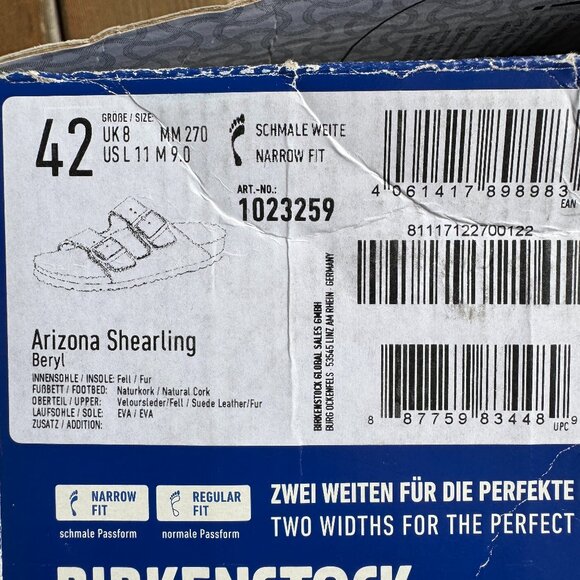 42
GRÖßE / SIZE:
UK 8 MM 270
US L 11 M 9.0
SCHMALE WEITE
NARROW FIT
ART.-NO.:
1023259
4 061417 898983
EAN
81117122700122
Arizona Shearling
Beryl
INNENSOHLE / INSOLE: Fell / Fur
FUßBETT / FOOTBED: Naturkork / Natural Cork
OBERTEIL / UPPER: Veloursleder/Fell / Suede Leather/Fur
LAUFSOHLE / SOLE: EVA / EVA
ZUSATZ / ADDITION:
BIRKENSTOCK GLOBAL SALES GMBH
BURG OCKENFELS · 53545 LINZ AM RHEIN · GERMANY
8 87759 83448 9
UPC
NARROW
FIT
schmale Passform
REGULAR
FIT
normale Passform
ZWEI WEITEN FÜR DIE PERFEKTE
TWO WIDTHS FOR THE PERFECT
BIRKENSTOCK